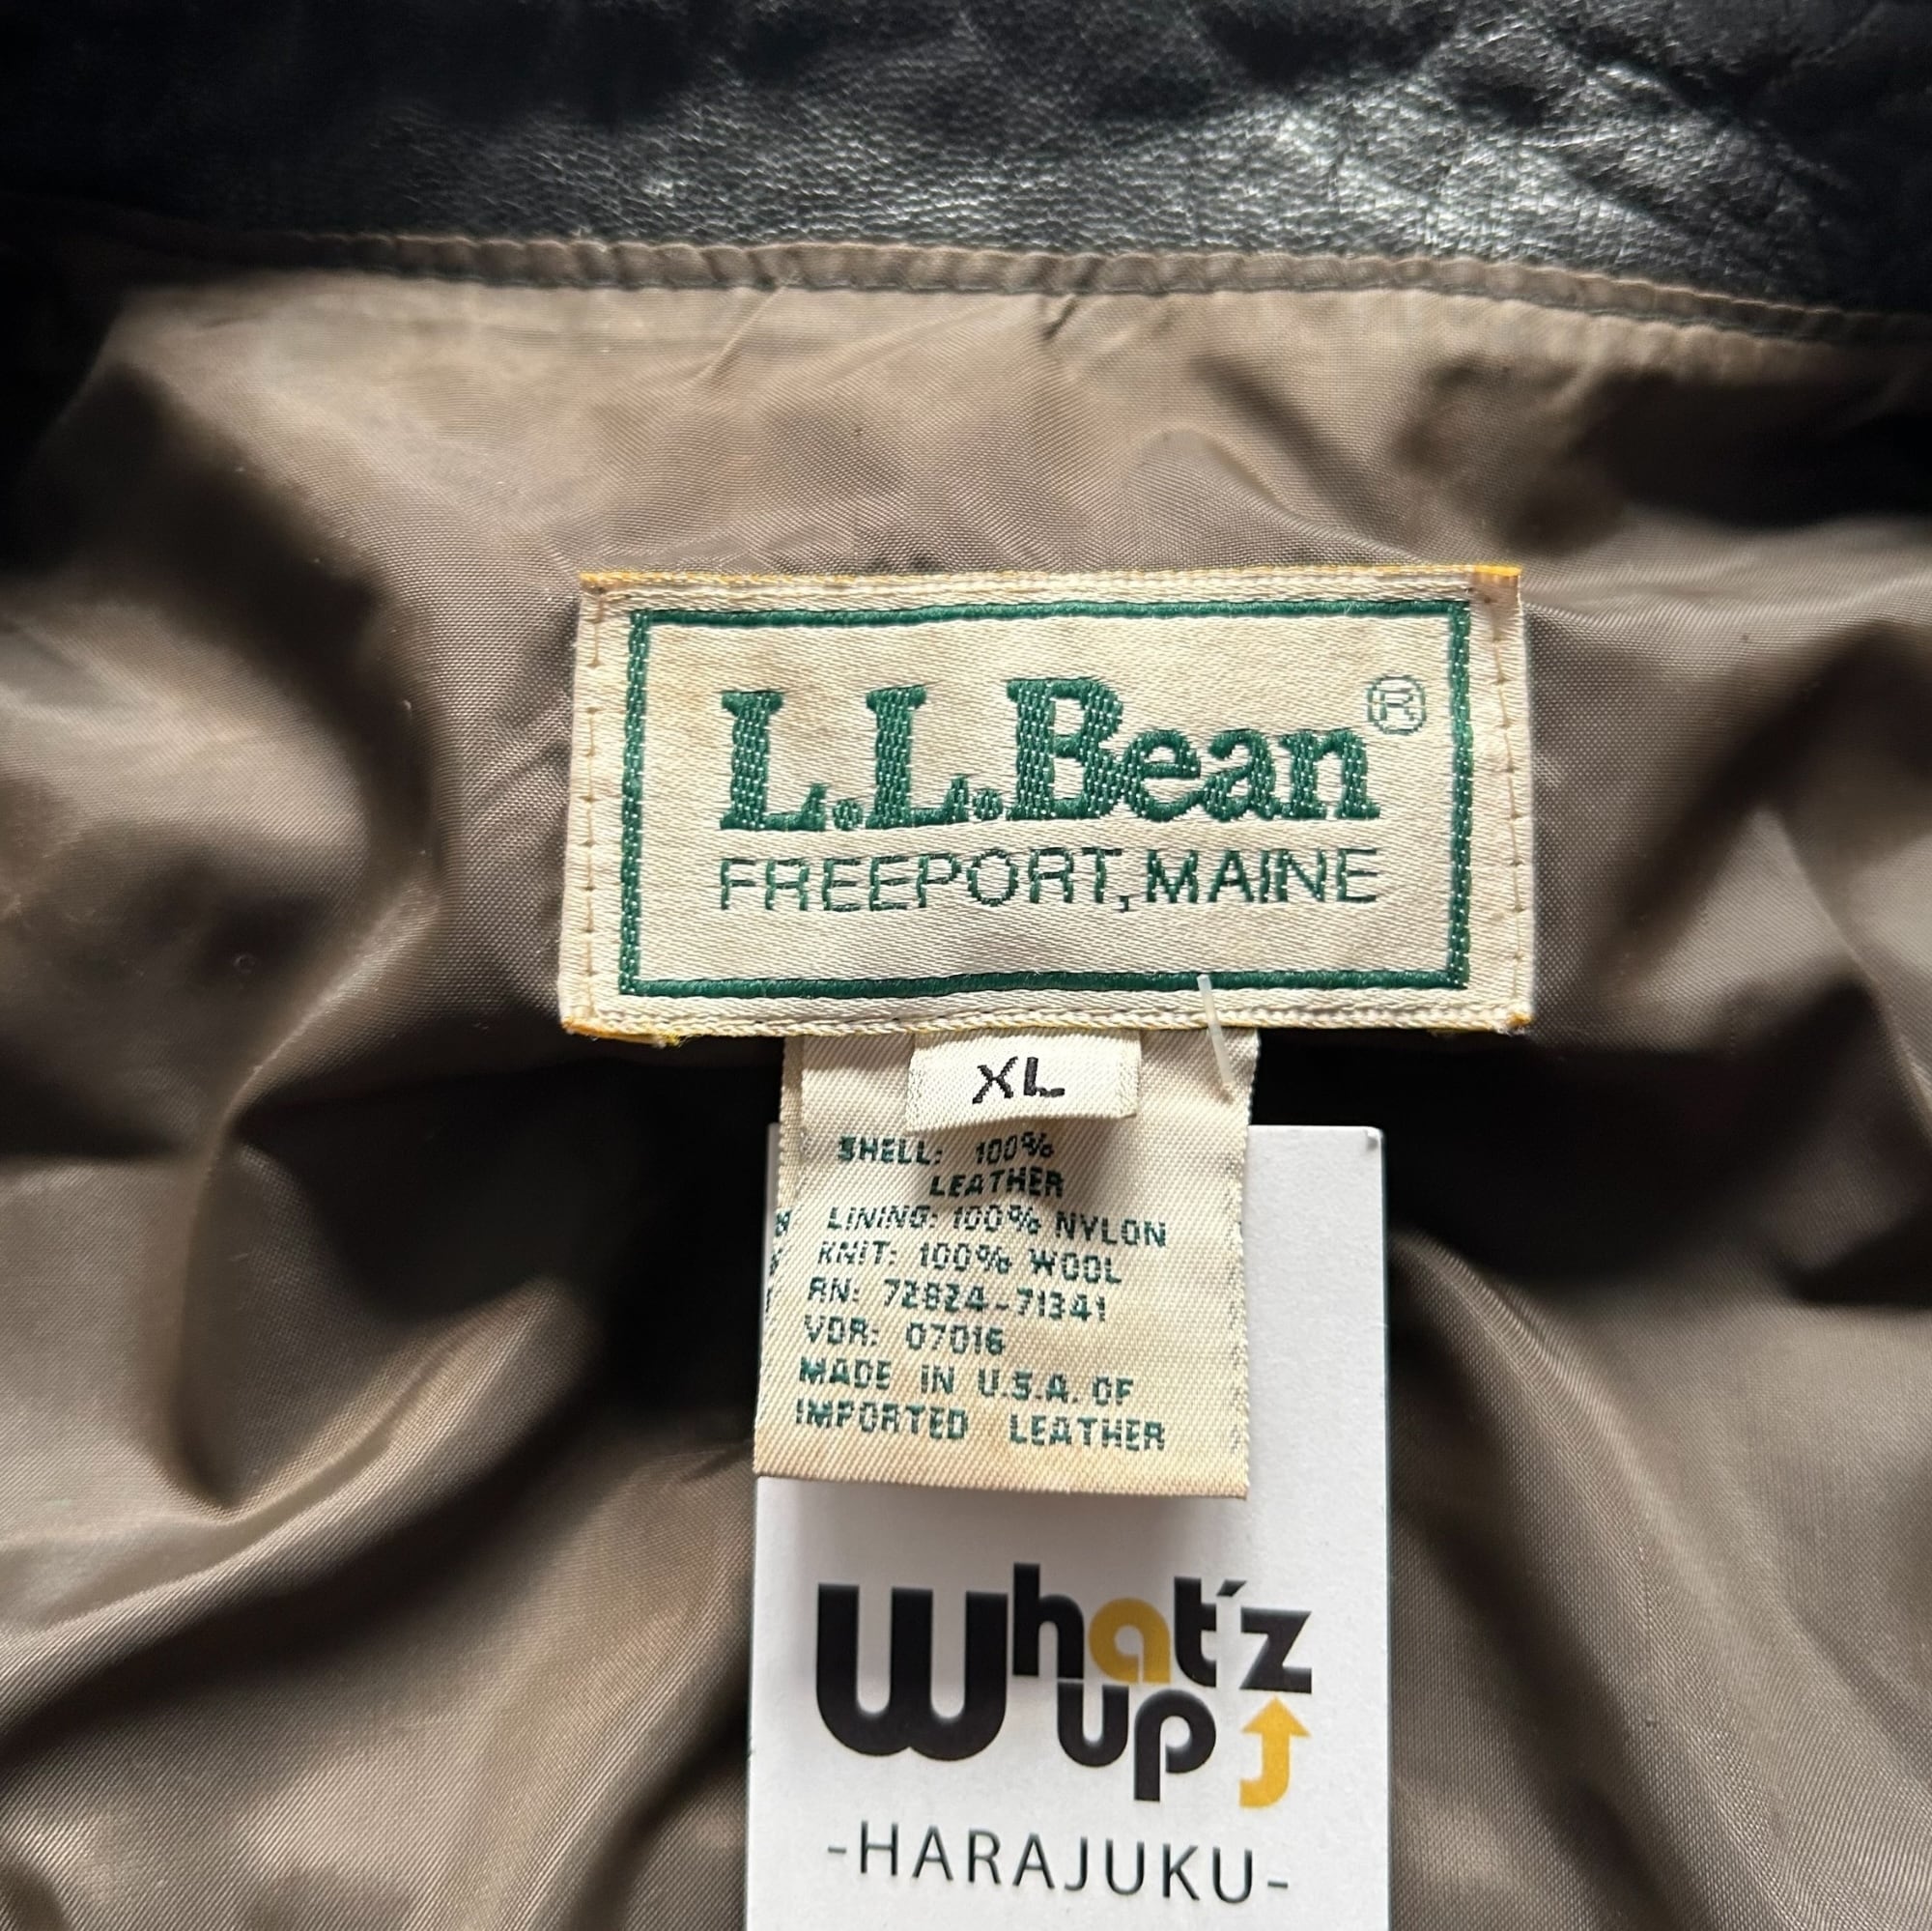 L.L.Bean®
FREEPORT, MAINE
XL
SHELL: 100%
LEATHER
LINING: 100% NYLON
KNIT: 100% WOOL
RN: 72824-71341
VDR: 07016
MADE IN U.S.A. OF
IMPORTED LEATHER
What'z
up
-HARAJUKU-